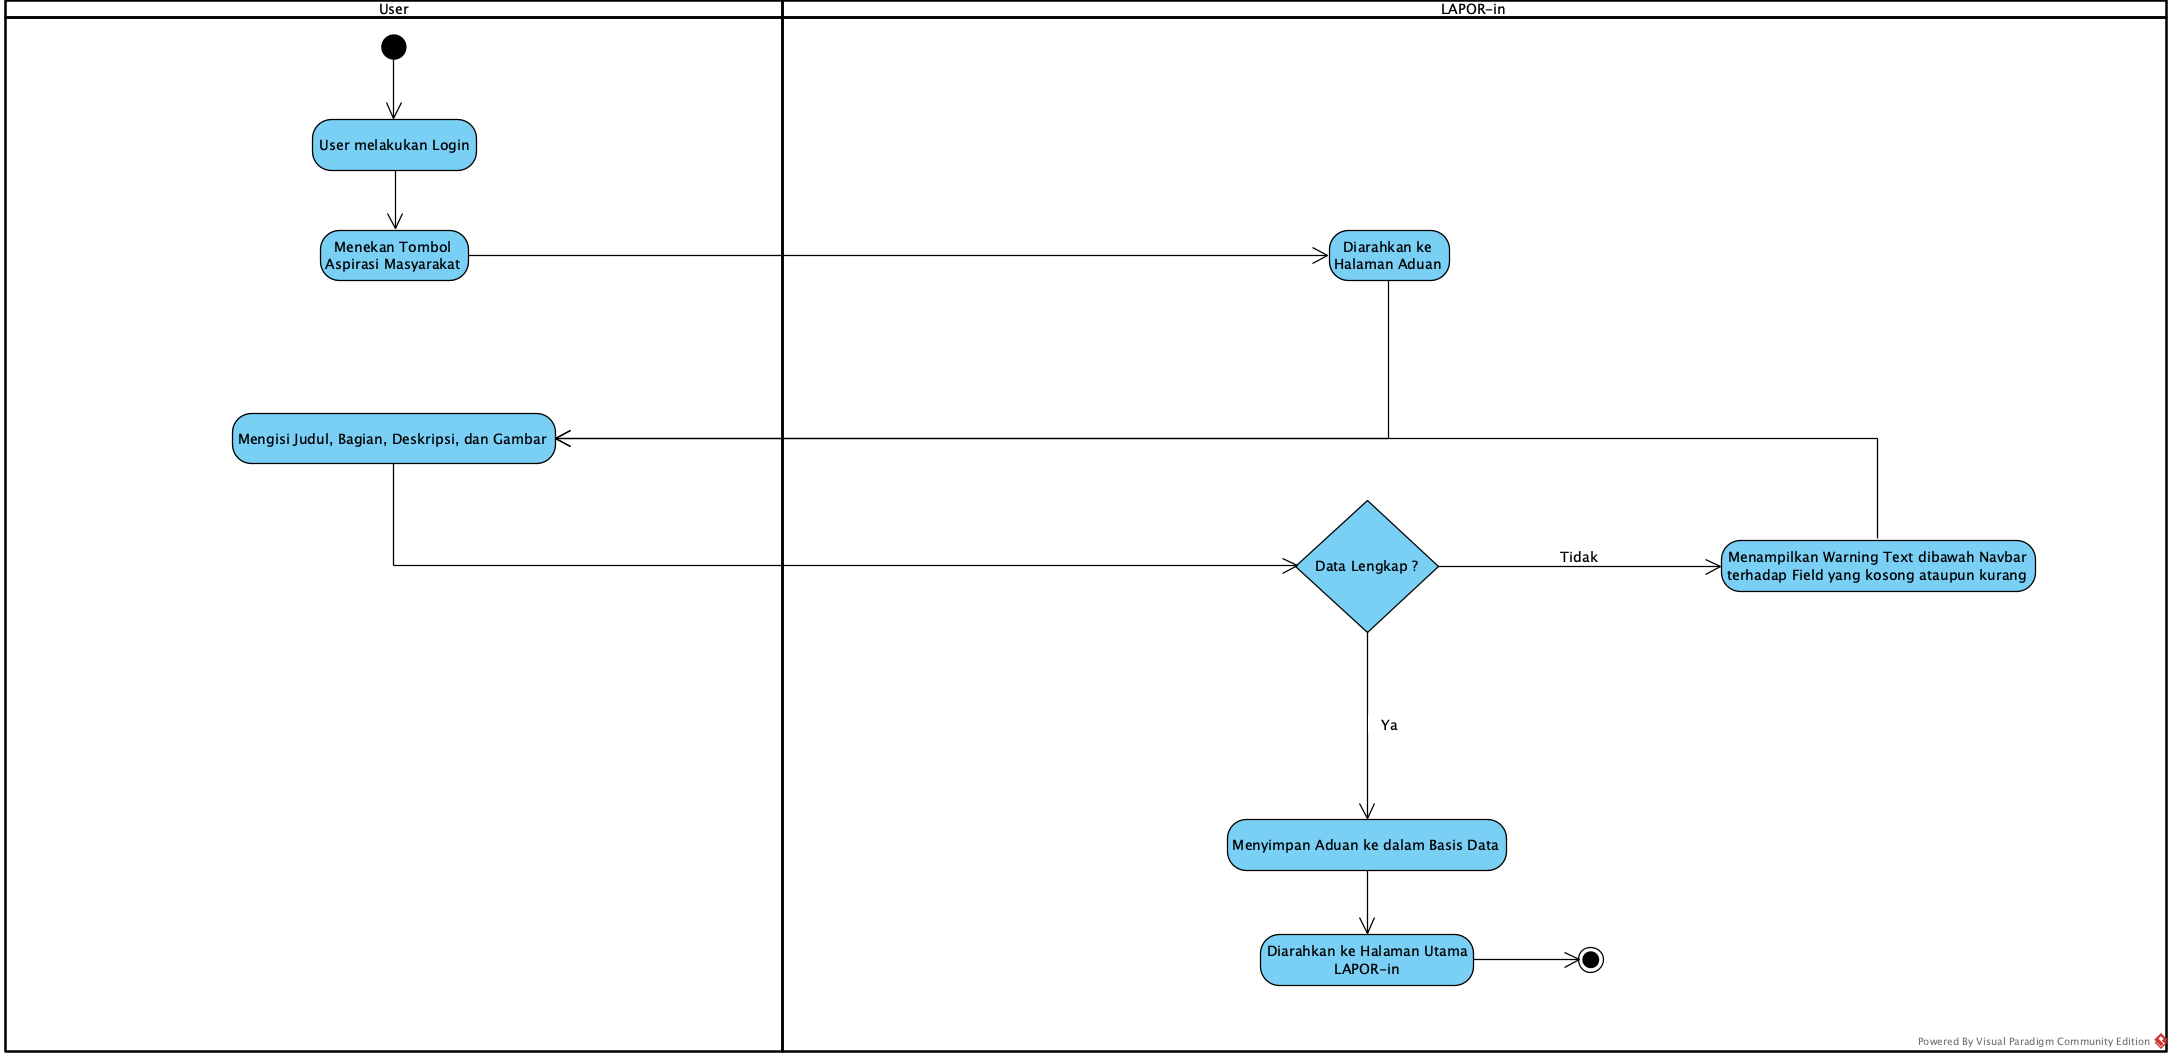 User
LAPOR-in
User melakukan Login
Menekan Tombol
Aspirasi Masyarakat
Diarahkan ke
Halaman Aduan
Mengisi Judul, Bagian, Deskripsi, dan Gambar
Data Lengkap ?
Tidak
Menampilkan Warning Text dibawah Navbar
terhadap Field yang kosong ataupun kurang
Ya
Menyimpan Aduan ke dalam Basis Data
Diarahkan ke Halaman Utama
LAPOR-in
Powered By Visual Paradigm Community Edition